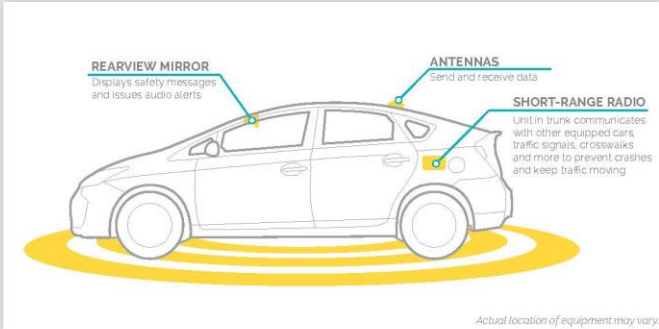 REARVIEW MIRROR
Displays safety messages
and issues audio alerts
ANTENNAS
Send and receive data
SHORT-RANGE RADIO
Unit in trunk communicates
with other equipped cars,
traffic signals, crosswalks
and more to prevent crashes
and keep traffic moving
Actual location of equipment may vary.